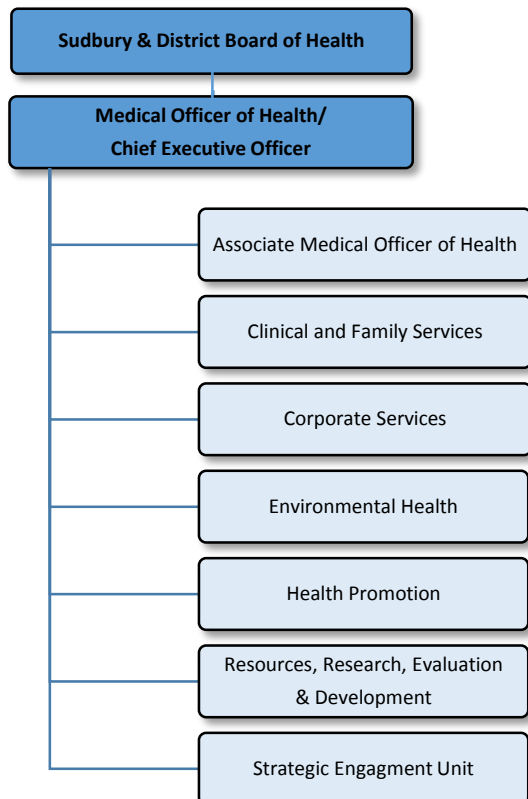 Sudbury & District Board of Health
Medical Officer of Health/
Chief Executive Officer
Associate Medical Officer of Health
Clinical and Family Services
Corporate Services
Environmental Health
Health Promotion
Resources, Research, Evaluation
& Development
Strategic Engagment Unit